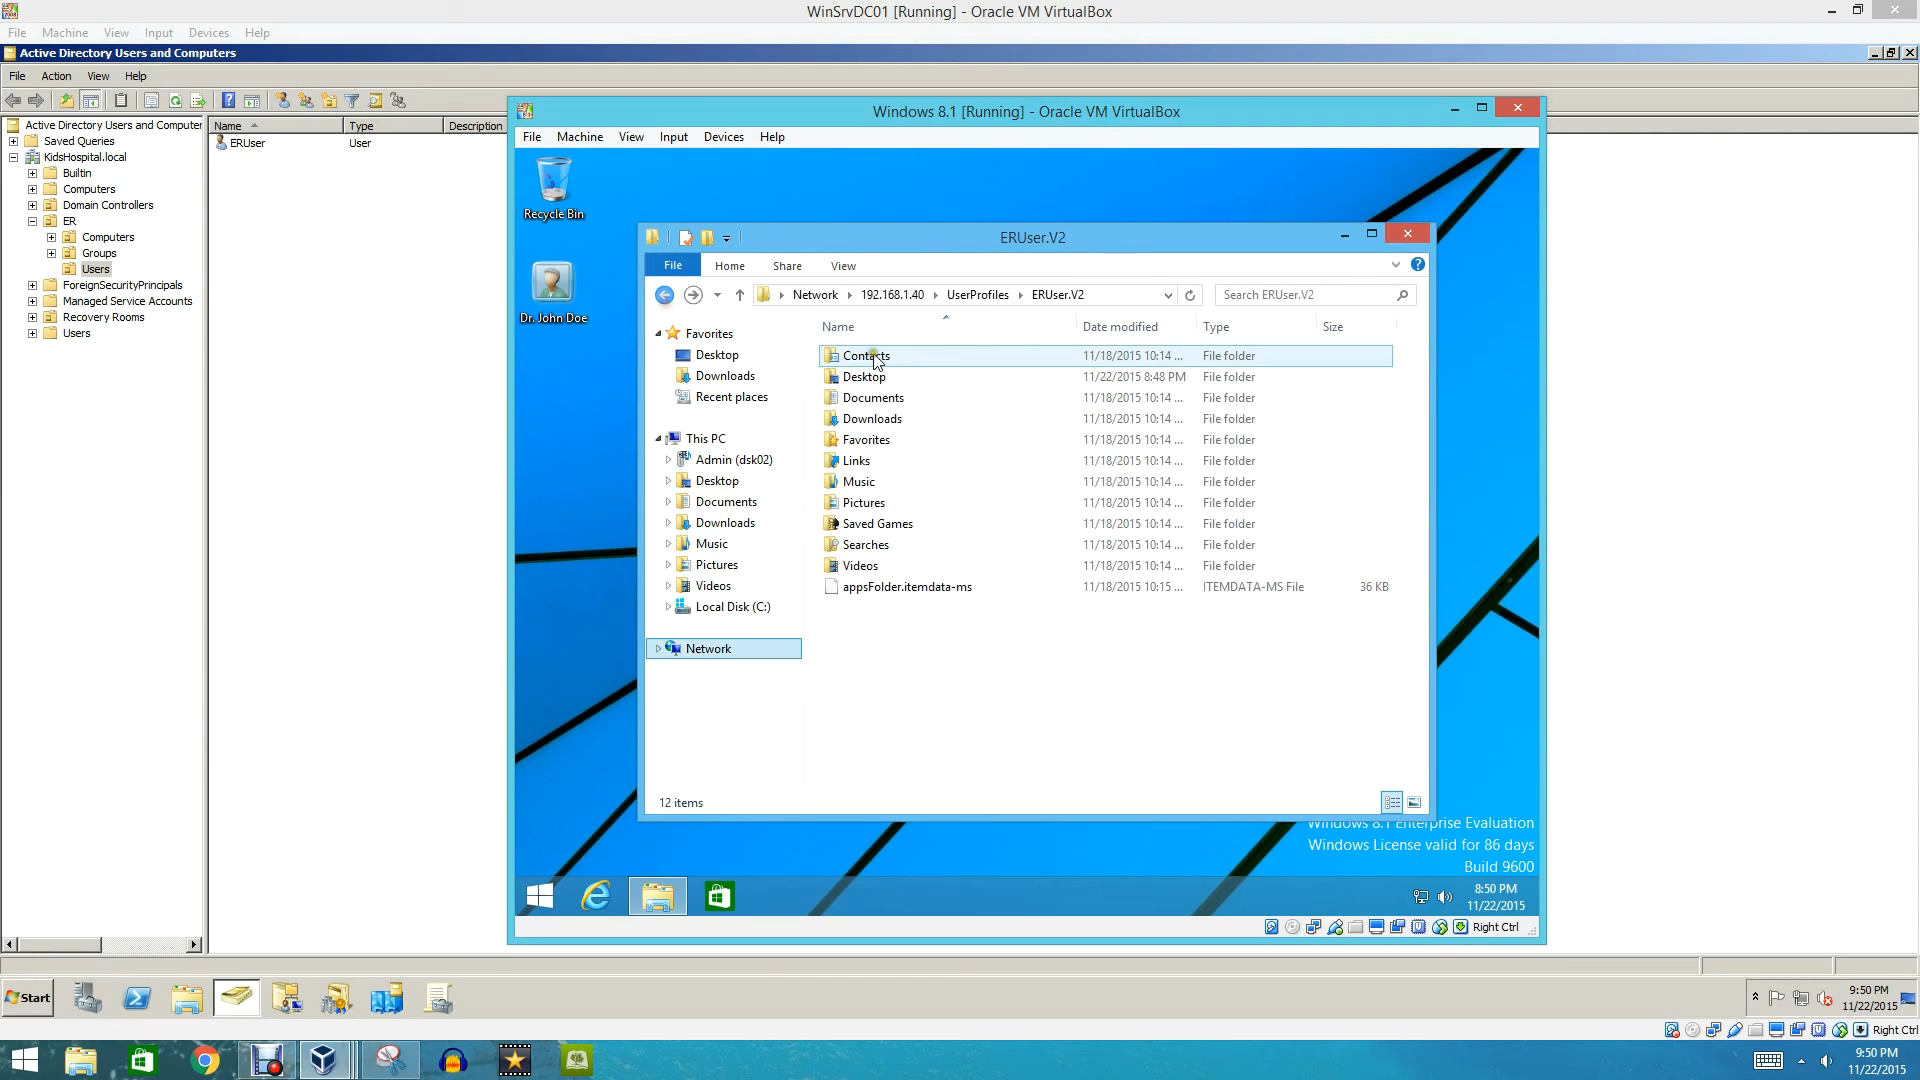 WinSrvDC01 [Running] - Oracle VM VirtualBox
File Machine View Input Devices Help
Active Directory Users and Computers
File Action View Help
Active Directory Users and Computer
Saved Queries
KidsHospital.local
Builtin
Computers
Domain Controllers
ER
Computers
Groups
Users
ForeignSecurityPrincipals
Managed Service Accounts
Recovery Rooms
Users
Name Type Description
ERUser User
Windows 8.1 [Running] - Oracle VM VirtualBox
File Machine View Input Devices Help
Recycle Bin
Dr. John Doe
ERUser.V2
File Home Share View
Network 192.168.1.40 UserProfiles ERUser.V2
Search ERUser.V2
Favorites
Desktop
Downloads
Recent places
This PC
Admin (dsk02)
Desktop
Documents
Downloads
Music
Pictures
Videos
Local Disk (C:)
Network
Name Date modified Type Size
Contacts 11/18/2015 10:14 ... File folder
Desktop 11/22/2015 8:48 PM File folder
Documents 11/18/2015 10:14 ... File folder
Downloads 11/18/2015 10:14 ... File folder
Favorites 11/18/2015 10:14 ... File folder
Links 11/18/2015 10:14 ... File folder
Music 11/18/2015 10:14 ... File folder
Pictures 11/18/2015 10:14 ... File folder
Saved Games 11/18/2015 10:14 ... File folder
Searches 11/18/2015 10:14 ... File folder
Videos 11/18/2015 10:14 ... File folder
appsFolder.itemdata-ms 11/18/2015 10:15 ... ITEMDATA-MS File 36 KB
12 items
Windows 8.1 Enterprise Evaluation
Windows License valid for 86 days
Build 9600
8:50 PM
11/22/2015
Right Ctrl
Start
9:50 PM
11/22/2015
Right Ctrl
9:50 PM
11/22/2015